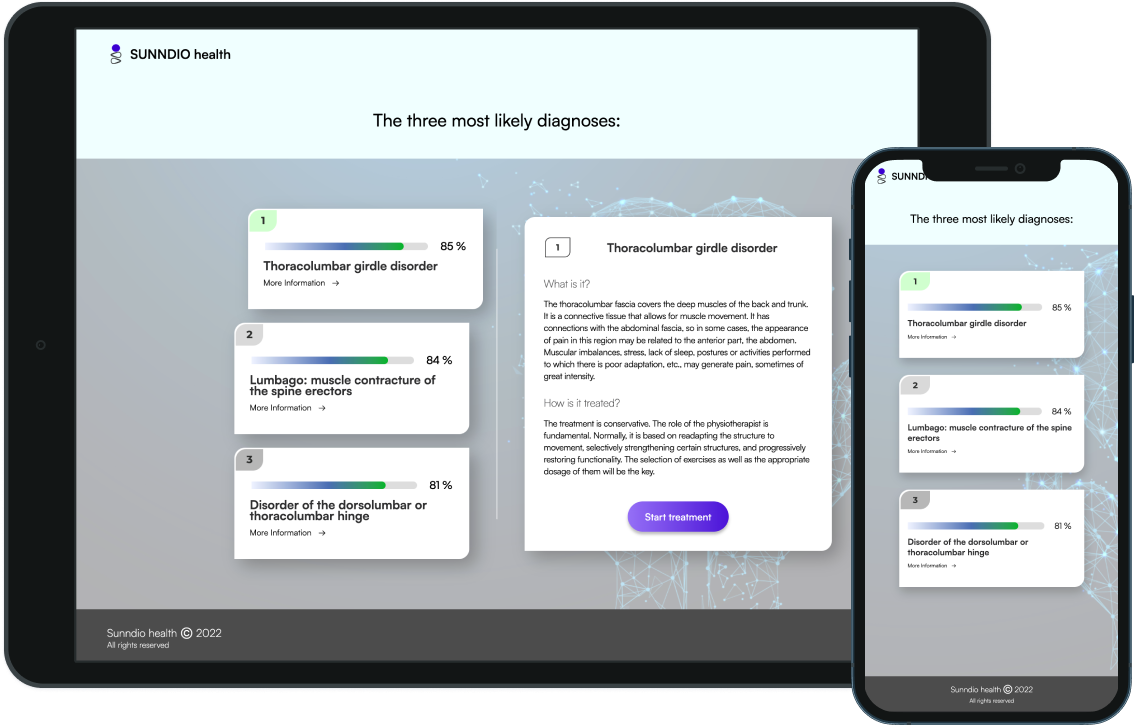 SUNNDIO health
The three most likely diagnoses:
1
85 %
Thoracolumbar girdle disorder
More Information →
2
84 %
Lumbago: muscle contracture of
the spine erectors
More Information →
3
81 %
Disorder of the dorsolumbar or
thoracolumbar hinge
More Information →
1
Thoracolumbar girdle disorder
What is it?
The thoracolumbar fascia covers the deep muscles of the back and trunk.
It is a connective tissue that allows for muscle movement. It has
connections with the abdominal fascia, so in some cases, the appearance
of pain in this region may be related to the anterior part, the abdomen.
Muscular imbalances, stress, lack of sleep, postures or activities performed
to which there is poor adaptation, etc., may generate pain, sometimes of
great intensity.
How is it treated?
The treatment is conservative. The role of the physiotherapist is
fundamental. Normally, it is based on readapting the structure to
movement, selectively strengthening certain structures, and progressively
restoring functionality. The selection of exercises as well as the appropriate
dosage of them will be the key.
Start treatment
Sunndio health © 2022
All rights reserved
SUNND
The three most likely diagnoses:
1
85 %
Thoracolumbar girdle disorder
More Information →
2
84 %
Lumbago: muscle contracture of the spine
erectors
More Information →
3
81 %
Disorder of the dorsolumbar or
thoracolumbar hinge
More Information →
Sunndio health © 2022
All rights reserved